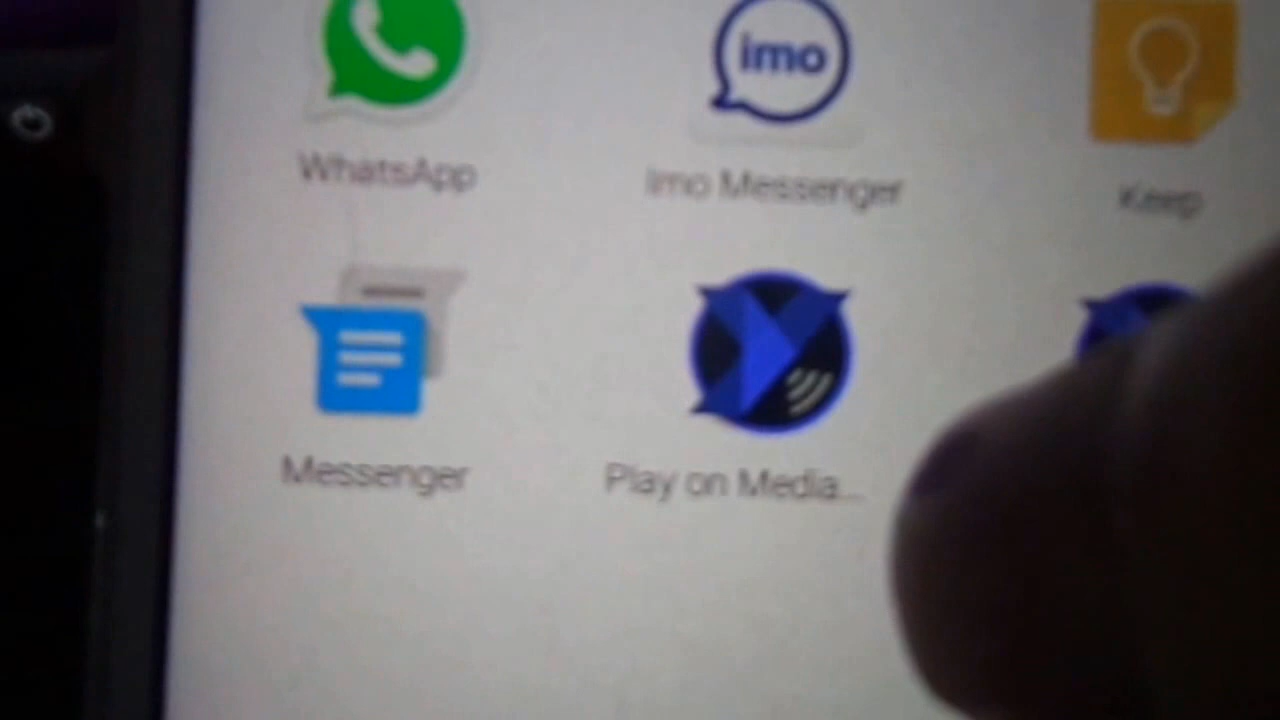 imo
WhatsApp
Imo Messenger
Keep
Messenger
Play on Media...